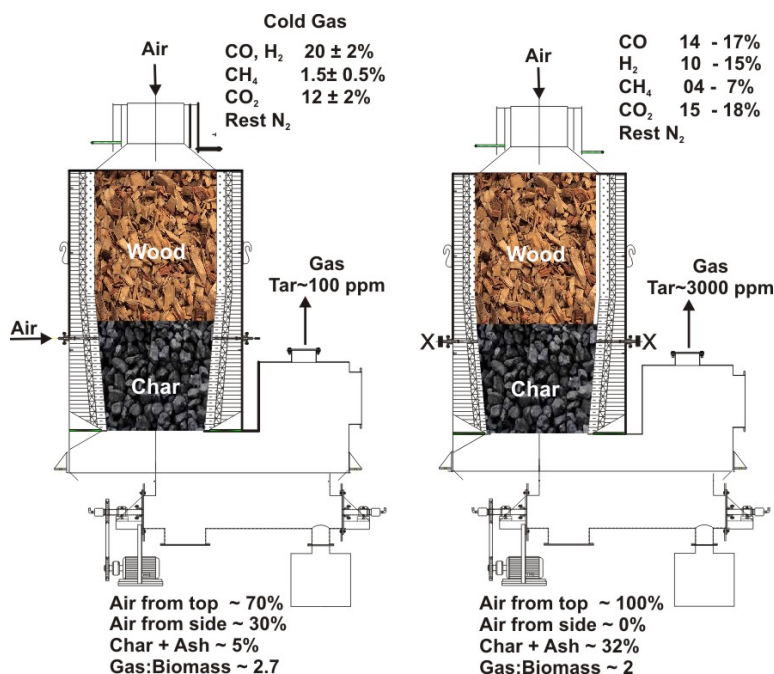 Cold Gas
Air
CO, H₂ 20 ± 2%
CH₄ 1.5± 0.5%
CO₂ 12 ± 2%
Rest N₂
Wood
Gas
Tar~100 ppm
Air
Char
Air from top ~ 70%
Air from side ~ 30%
Char + Ash ~ 5%
Gas:Biomass ~ 2.7
Air
CO 14 - 17%
H₂ 10 - 15%
CH₄ 04 - 7%
CO₂ 15 - 18%
Rest N₂
Wood
Gas
Tar~3000 ppm
X X
Char
Air from top ~ 100%
Air from side ~ 0%
Char + Ash ~ 32%
Gas:Biomass ~ 2